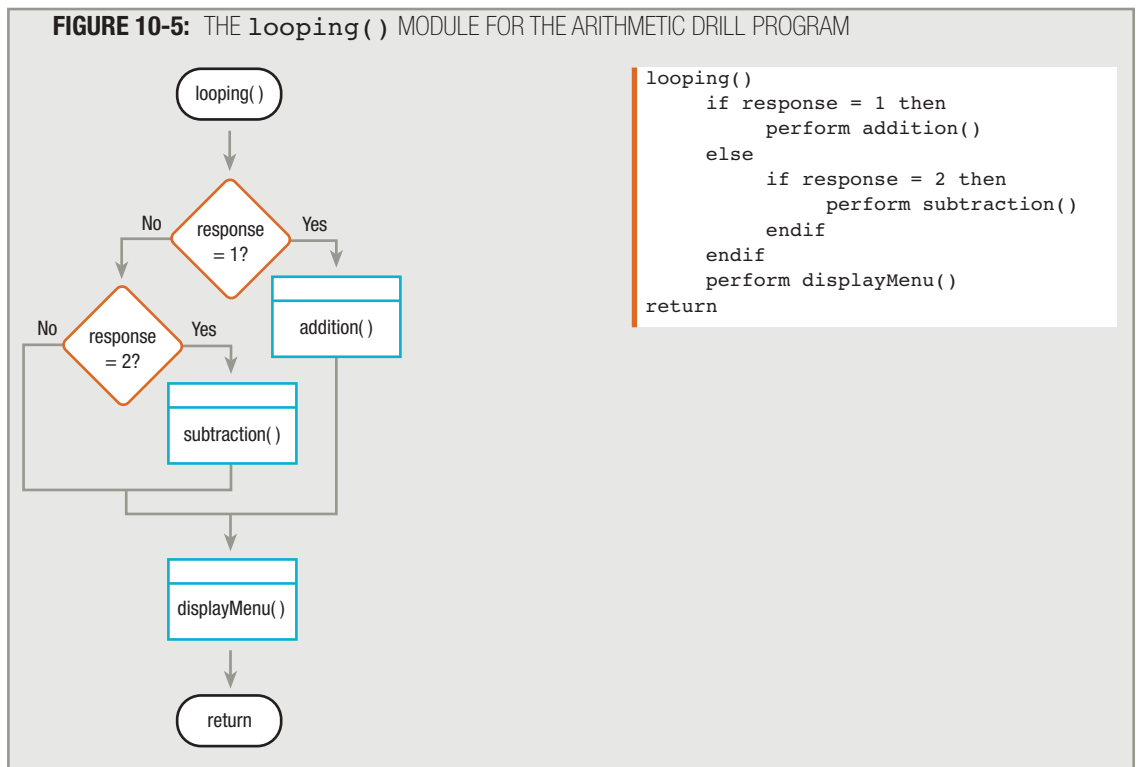 FIGURE 10-5: THE looping() MODULE FOR THE ARITHMETIC DRILL PROGRAM
looping( )
response
= 1?
No
Yes
addition( )
response
= 2?
No
Yes
subtraction( )
displayMenu( )
return
looping()
if response = 1 then
perform addition()
else
if response = 2 then
perform subtraction()
endif
endif
perform displayMenu()
return